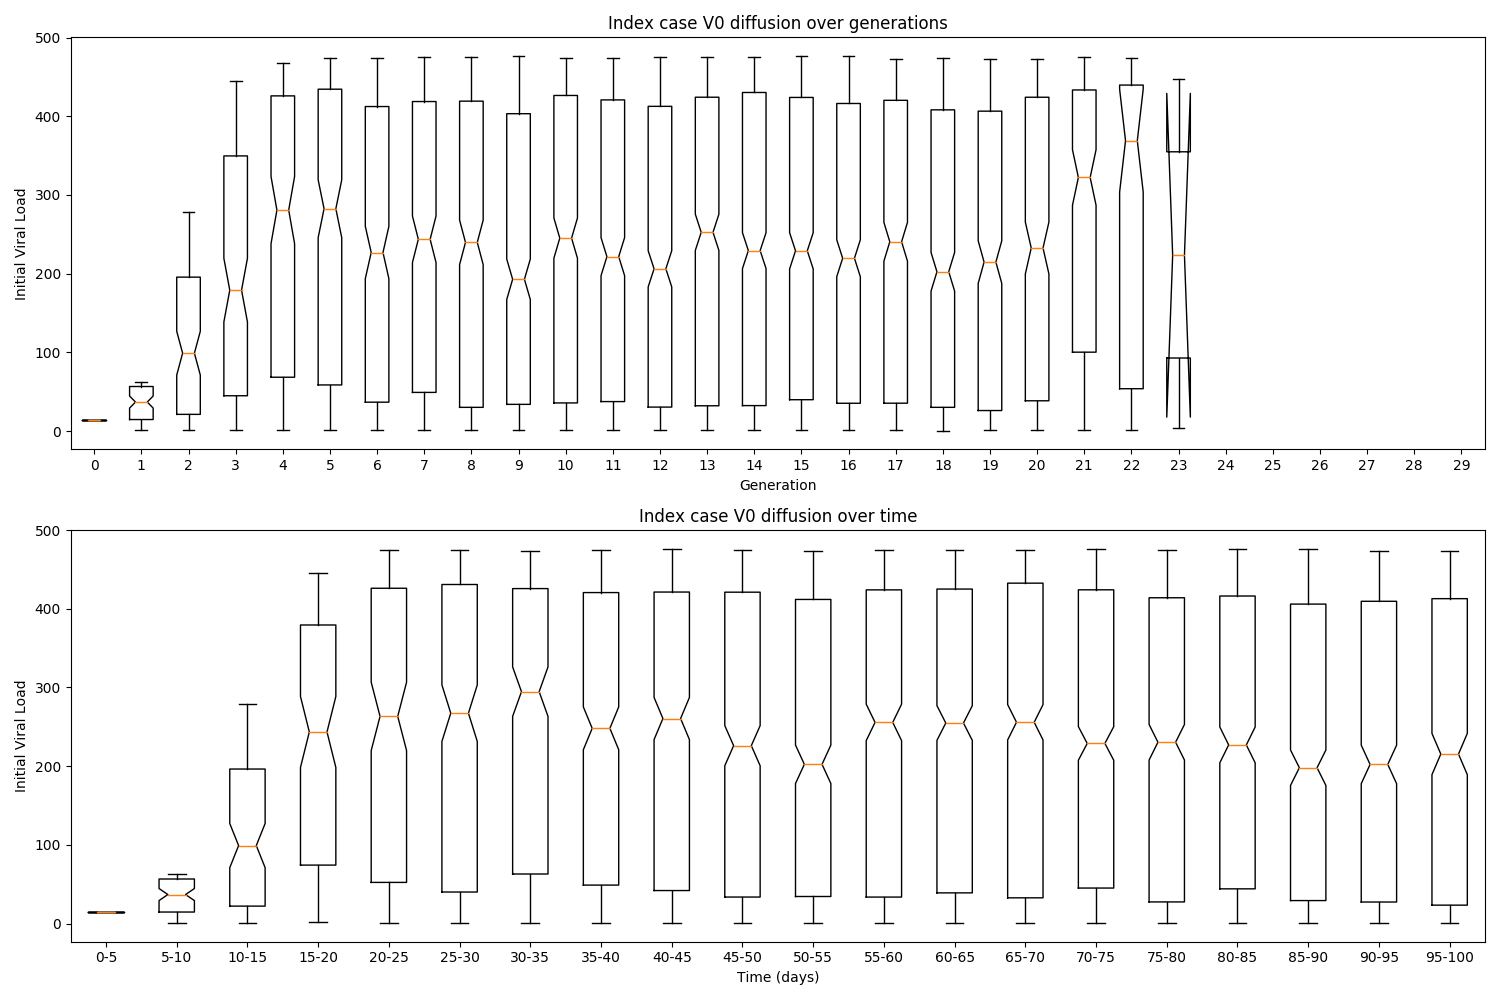 Index case V0 diffusion over generations
500
400
300
200
100
0
Initial Viral Load
0 1 2 3 4 5 6 7 8 9 10 11 12 13 14 15 16 17 18 19 20 21 22 23 24 25 26 27 28 29
Generation
Index case V0 diffusion over time
500
400
300
200
100
0
Initial Viral Load
0-5 5-10 10-15 15-20 20-25 25-30 30-35 35-40 40-45 45-50 50-55 55-60 60-65 65-70 70-75 75-80 80-85 85-90 90-95 95-100
Time (days)